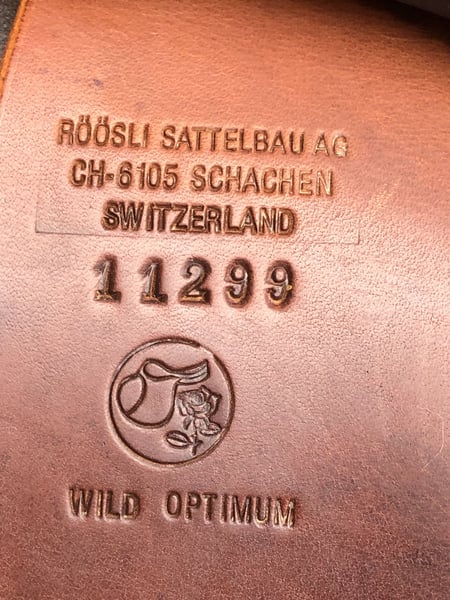 RÖÖSLI SATTELBAU AG
CH-6105 SCHACHEN
SWITZERLAND
11299
WILD OPTIMUM